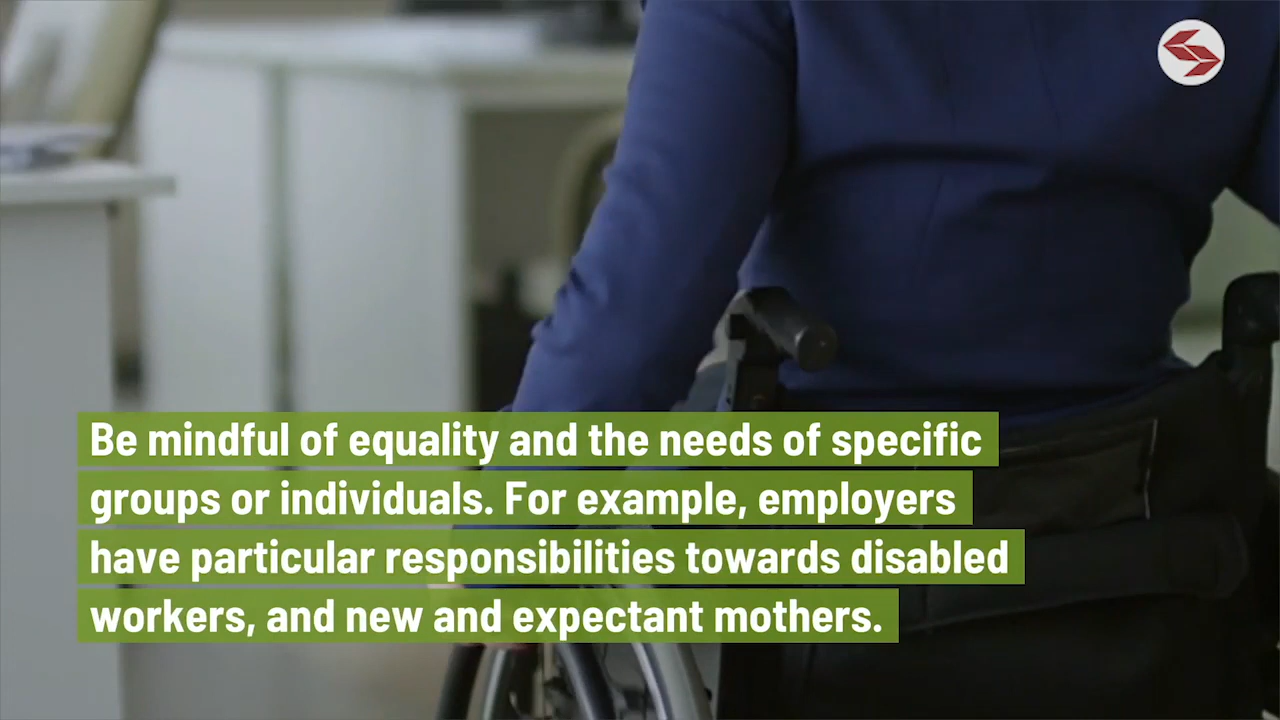 Be mindful of equality and the needs of specific
groups or individuals. For example, employers
have particular responsibilities towards disabled
workers, and new and expectant mothers.